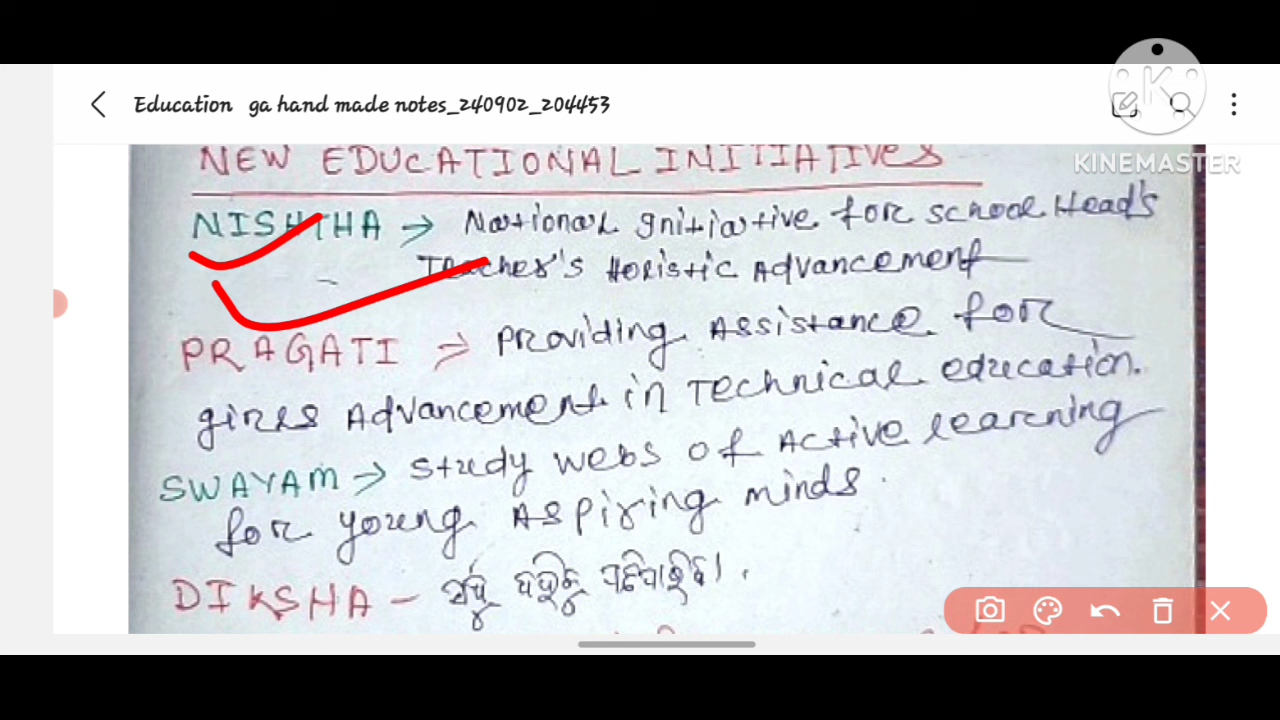 Education ga hand made notes_240902_204453
KINEMASTER
NEW EDUCATIONAL INITIATIVES
NISHTHA → National Initiative for School Head's
Teacher's Holistic Advancement
PRAGATI → Providing Assistance for
girls Advancement in Technical education.
SWAYAM → Study webs of Active learning
for young Aspiring minds.
DIKSHA -